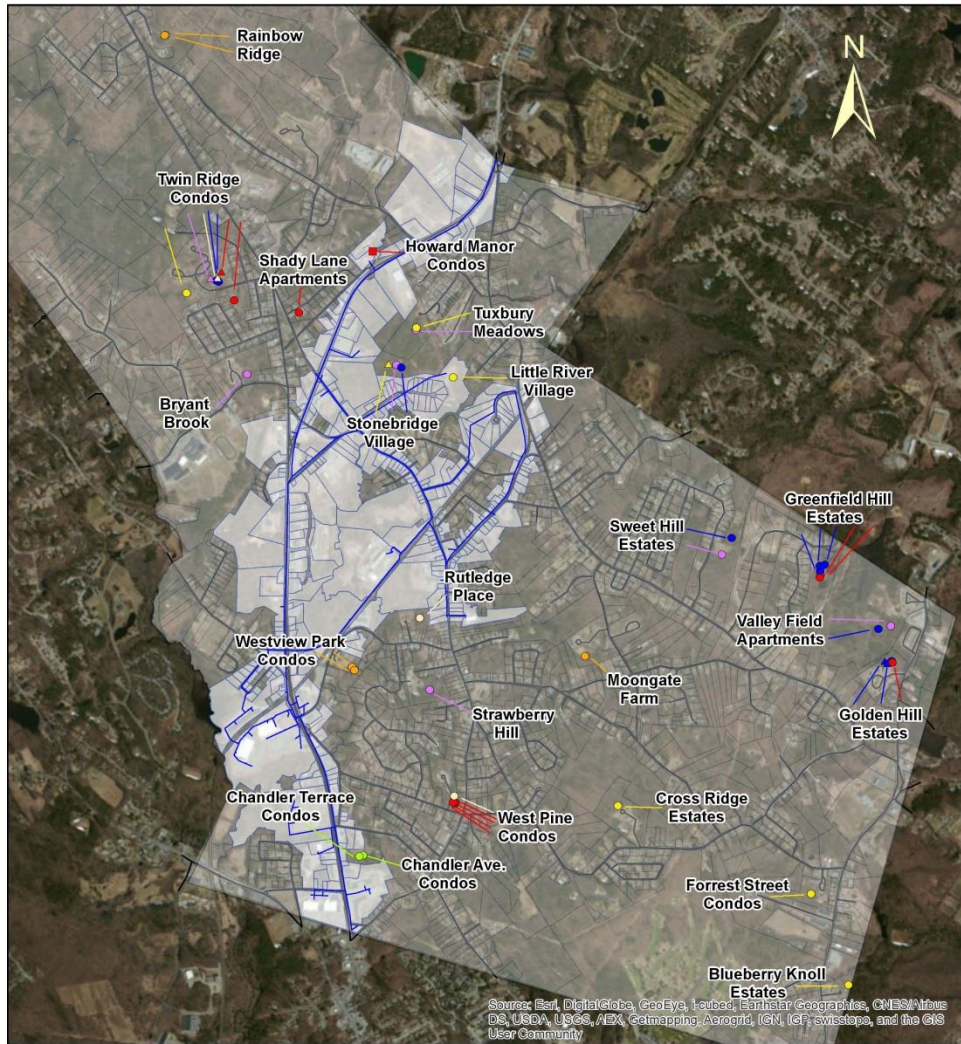 Rainbow
Ridge
N
Twin Ridge
Condos
Howard Manor
Condos
Shady Lane
Apartments
Tuxbury
Meadows
Little River
Village
Bryant
Brook
Stonebridge
Village
Greenfield Hill
Estates
Sweet Hill
Estates
Rutledge
Place
Valley Field
Apartments
Westview Park
Condos
Moongate
Farm
Strawberry
Hill
Golden Hill
Estates
Chandler Terrace
Condos
Cross Ridge
Estates
West Pine
Condos
Chandler Ave.
Condos
Forrest Street
Condos
Blueberry Knoll
Estates
Source: Esri, DigitalGlobe, GeoEye, i-cubed, Earthstar Geographics, CNES/Airbus
DS, USDA, USGS, AEX, Getmapping, Aerogrid, IGN, IGP, swisstopo, and the GIS
User Community